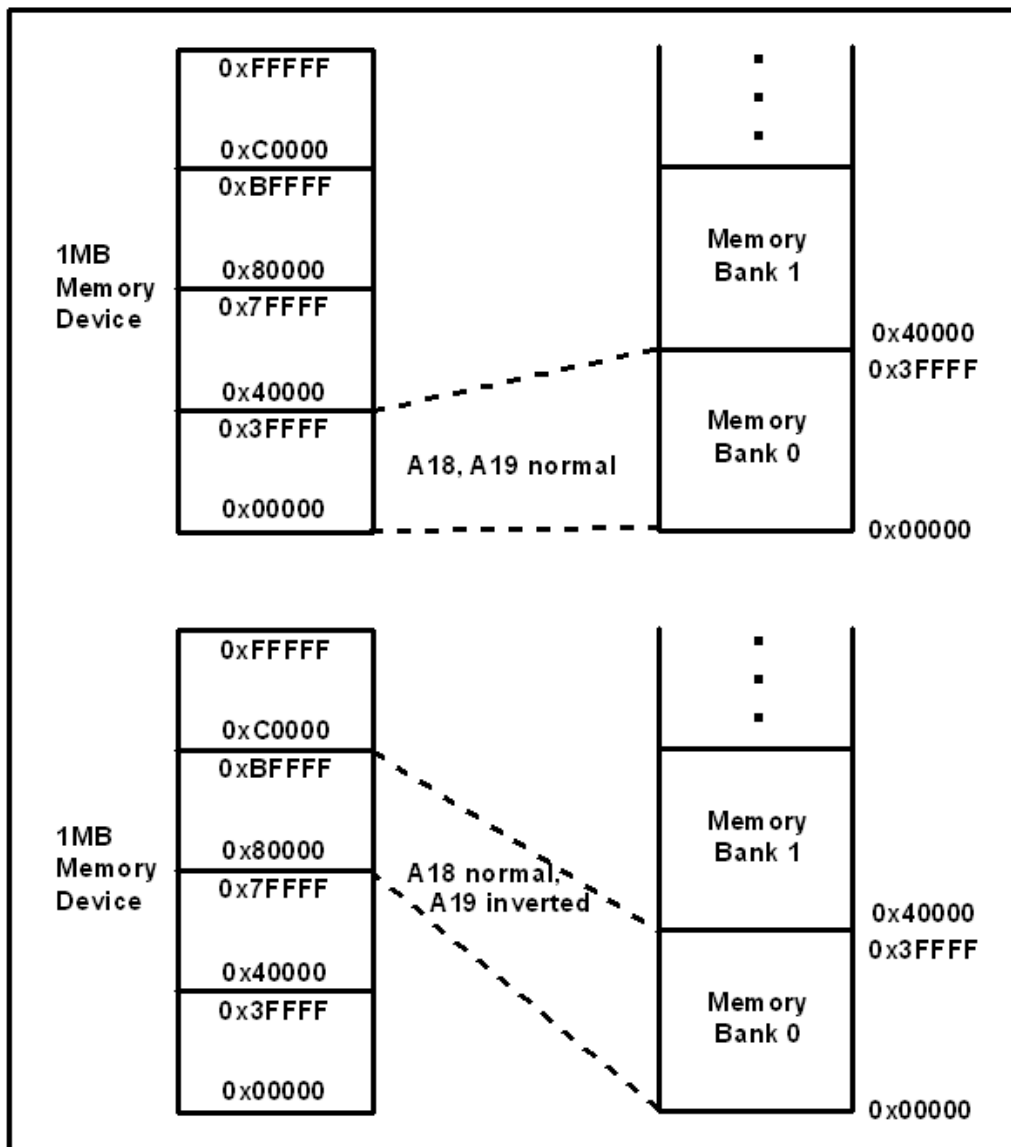 0xFFFFF
0xC0000
0xBFFFF
0x80000
0x7FFFF
0x40000
0x3FFFF
0x00000
1MB
Memory
Device
A18, A19 normal
Memory
Bank 1
Memory
Bank 0
0x40000
0x3FFFF
0x00000
0xFFFFF
0xC0000
0xBFFFF
0x80000
0x7FFFF
0x40000
0x3FFFF
0x00000
1MB
Memory
Device
A18 normal,
A19 inverted
Memory
Bank 1
Memory
Bank 0
0x40000
0x3FFFF
0x00000